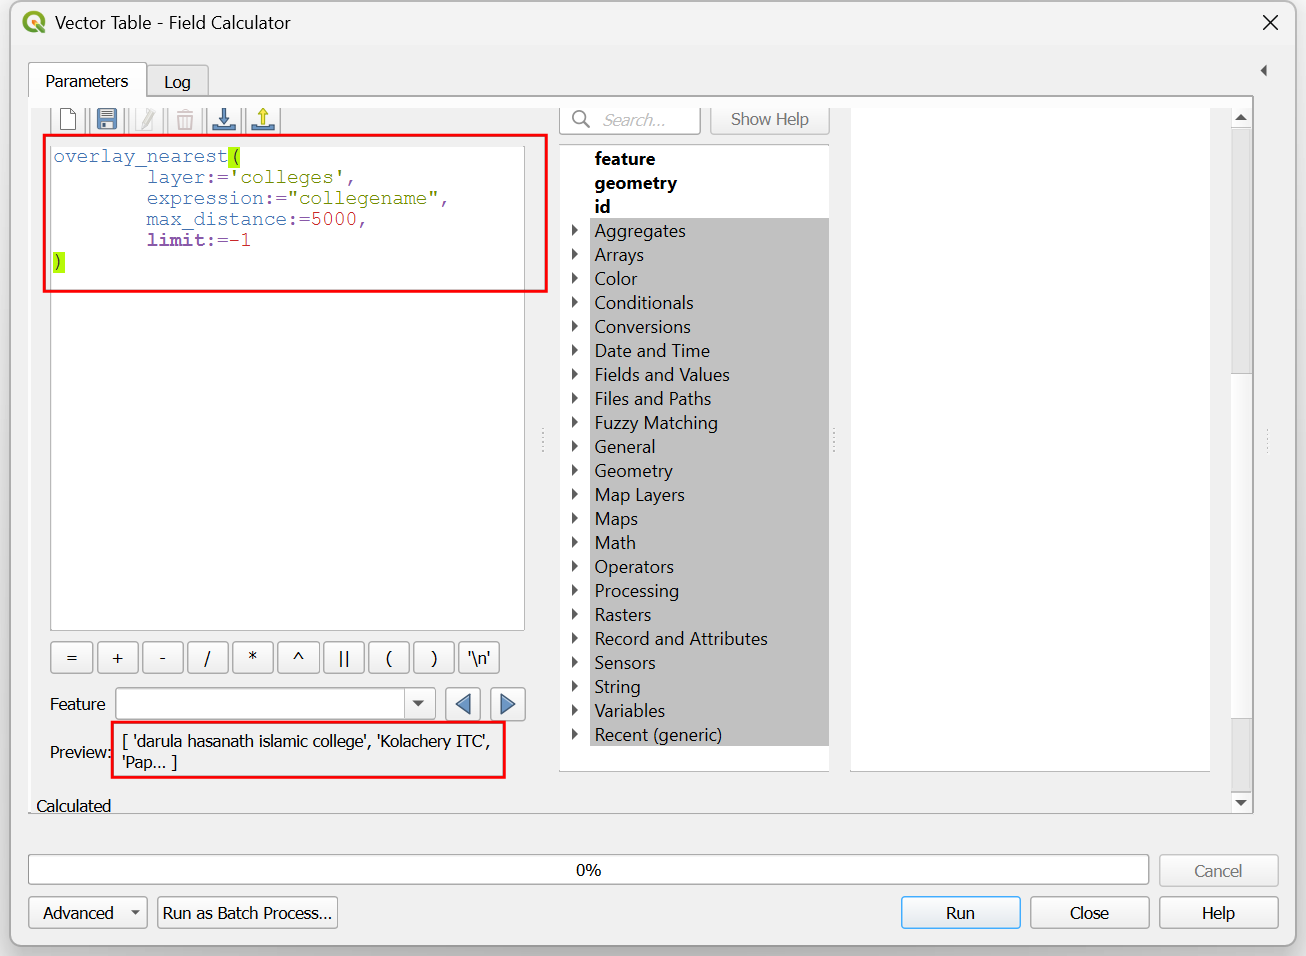 Vector Table - Field Calculator
Parameters
Log
Search...
Show Help
overlay_nearest(
layer:='colleges',
expression:="collegename",
max_distance:=5000,
limit:=-1
)
feature
geometry
id
Aggregates
Arrays
Color
Conditionals
Conversions
Date and Time
Fields and Values
Files and Paths
Fuzzy Matching
General
Geometry
Map Layers
Maps
Math
Operators
Processing
Rasters
Record and Attributes
Sensors
String
Variables
Recent (generic)
= + - / * ^ || ( ) '\n'
Feature
Preview: [ 'darula hasanath islamic college', 'Kolachery ITC',
'Pap... ]
Calculated
0%
Cancel
Advanced
Run as Batch Process...
Run
Close
Help